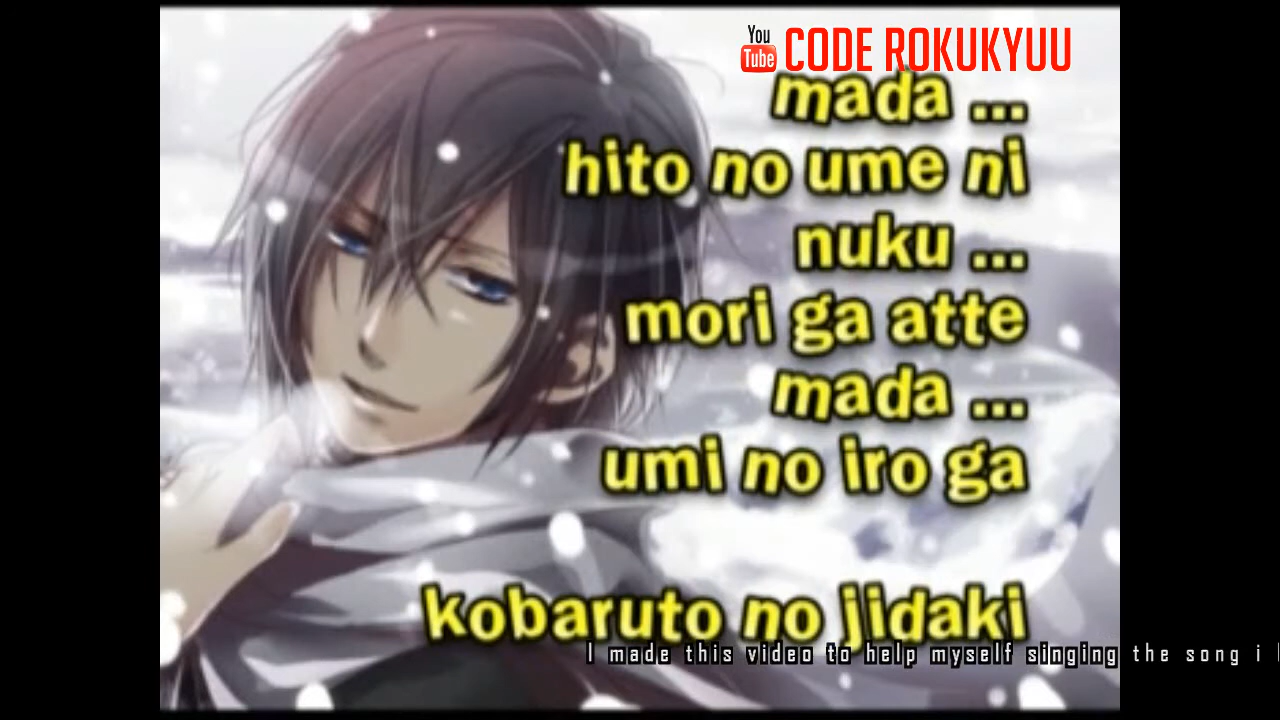 You
Tube CODE ROKUKYUU
mada ...
hito no ume ni
nuku ...
mori ga atte
mada ...
umi no iro ga
kobaruto no jidaki
I made this video to help myself singing the song i